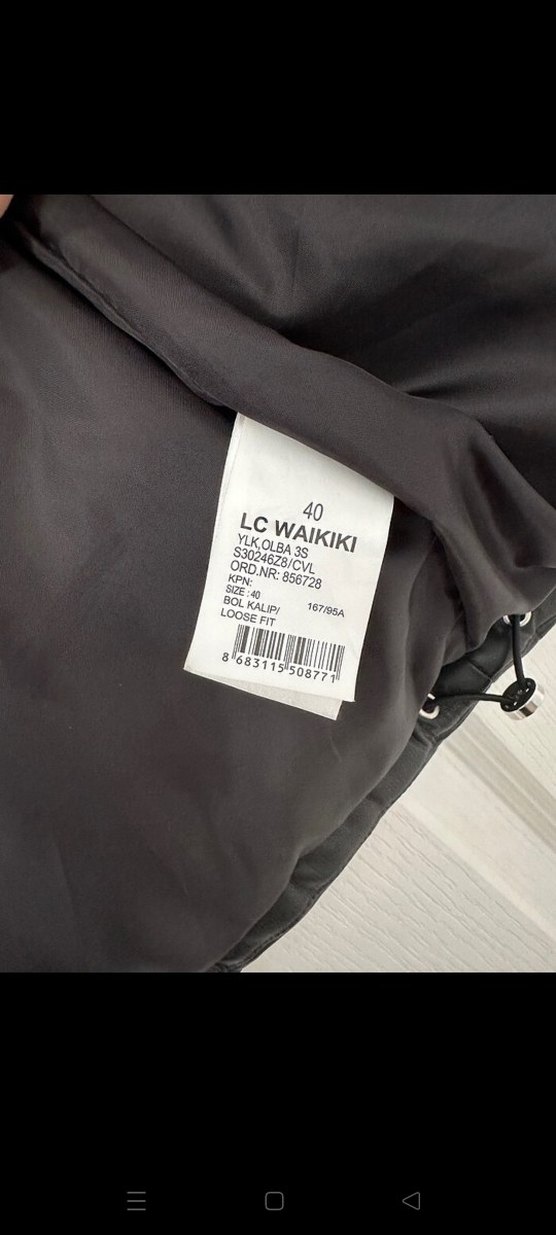 40
LC WAIKIKI
YLK,OLBA 3S
S30246Z8/CVL
ORD.NR: 856728
KPN:
SIZE : 40
BOL KALIP/ 167/95A
LOOSE FIT
8 683115 508771